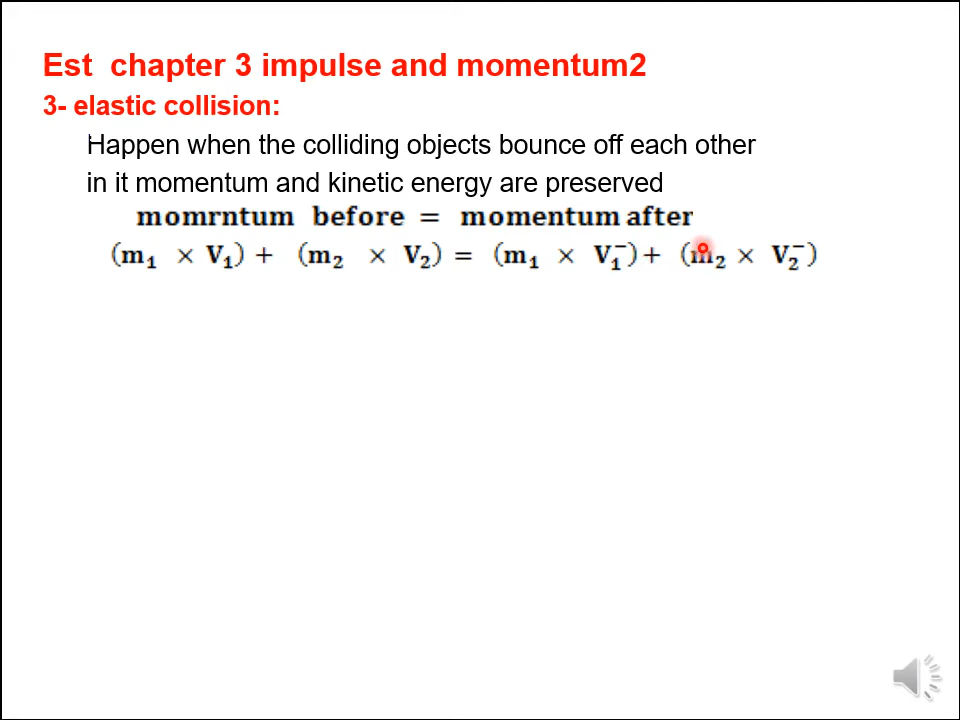 Est chapter 3 impulse and momentum2
3- elastic collision:
Happen when the colliding objects bounce off each other
in it momentum and kinetic energy are preserved
momrntum before = momentum after
(m₁ × V₁) + (m₂ × V₂) = (m₁ × V₁⁻) + (m₂ × V₂⁻)